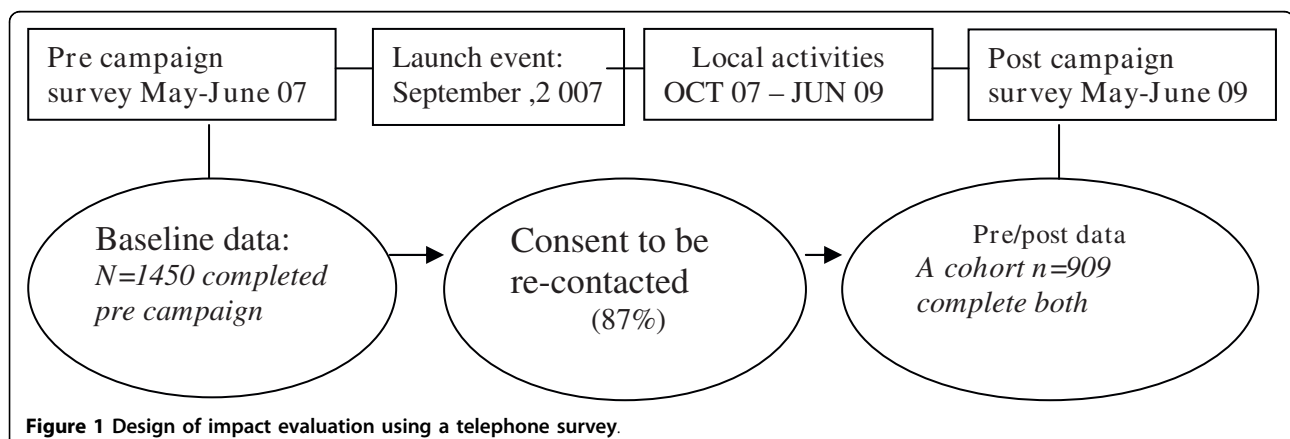 Pre campaign
survey May-June 07
Launch event:
September ,2 007
Local activities
OCT 07 – JUN 09
Post campaign
survey May-June 09
Baseline data:
N=1450 completed
pre campaign
Consent to be
re-contacted
(87%)
Pre/post data
A cohort n=909
complete both
Figure 1 Design of impact evaluation using a telephone survey.